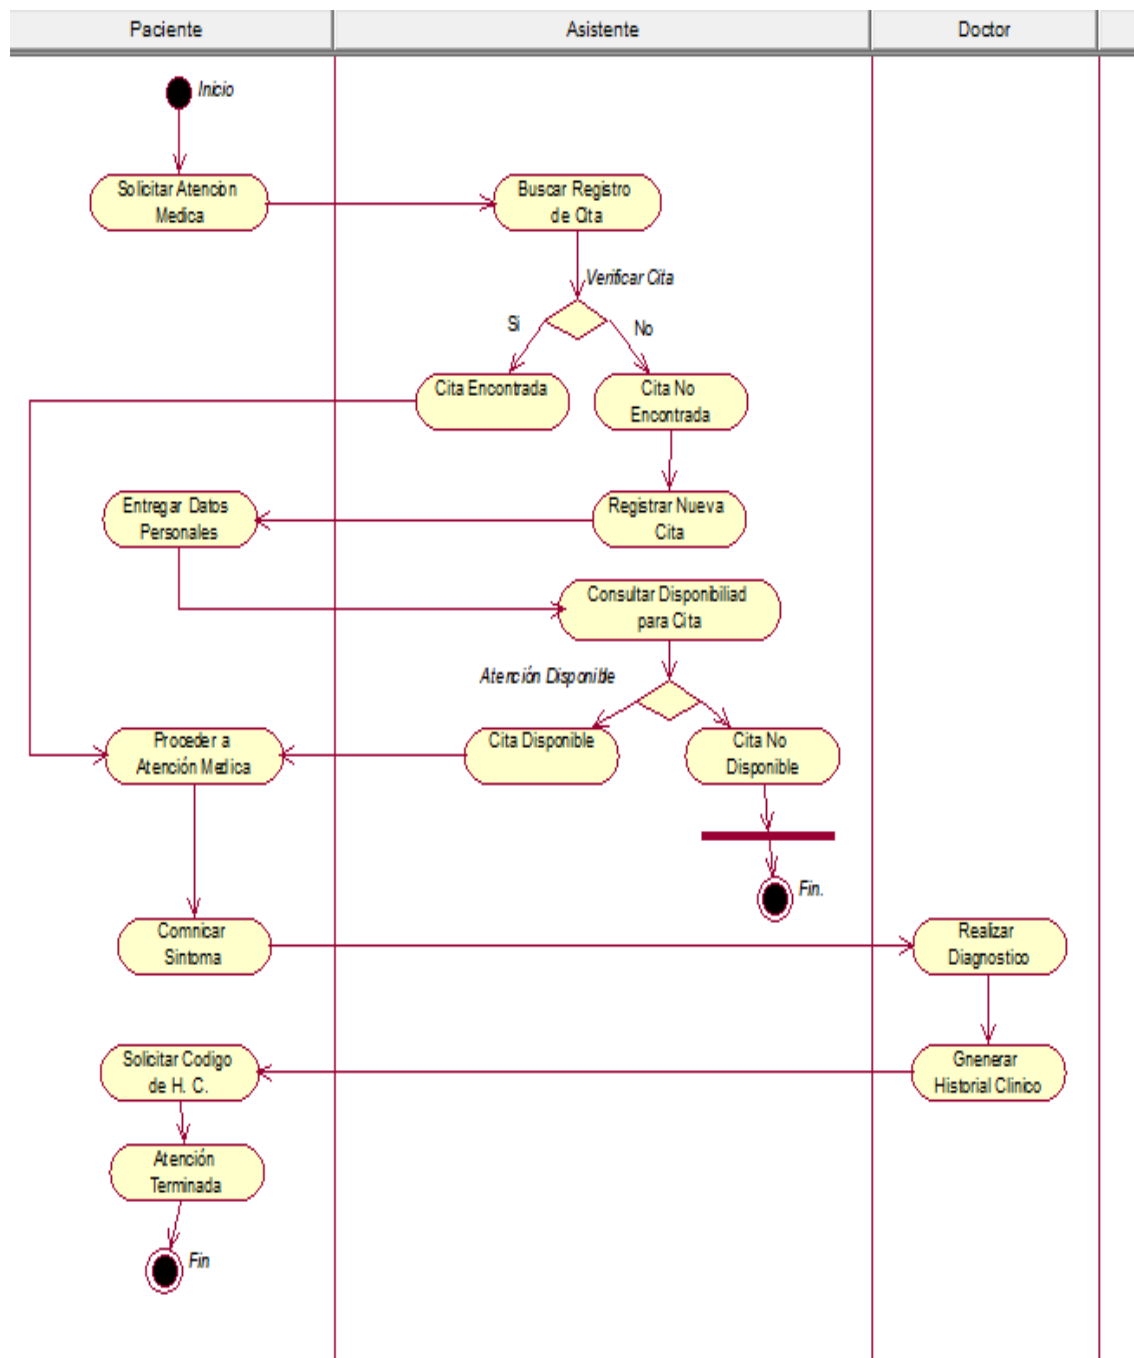 Paciente
Asistente
Doctor
Inicio
Solicitar Atencion
Medica
Buscar Registro
de Cita
Verificar Cita
Si
No
Cita Encontrada
Cita No
Encontrada
Entregar Datos
Personales
Registrar Nueva
Cita
Consultar Disponibiliad
para Cita
Atención Disponible
Proceder a
Atención Medica
Cita Disponible
Cita No
Disponible
Fin.
Comnicar
Sintoma
Realizar
Diagnostico
Solicitar Codigo
de H. C.
Gnenerar
Historial Clinico
Atención
Terminada
Fin